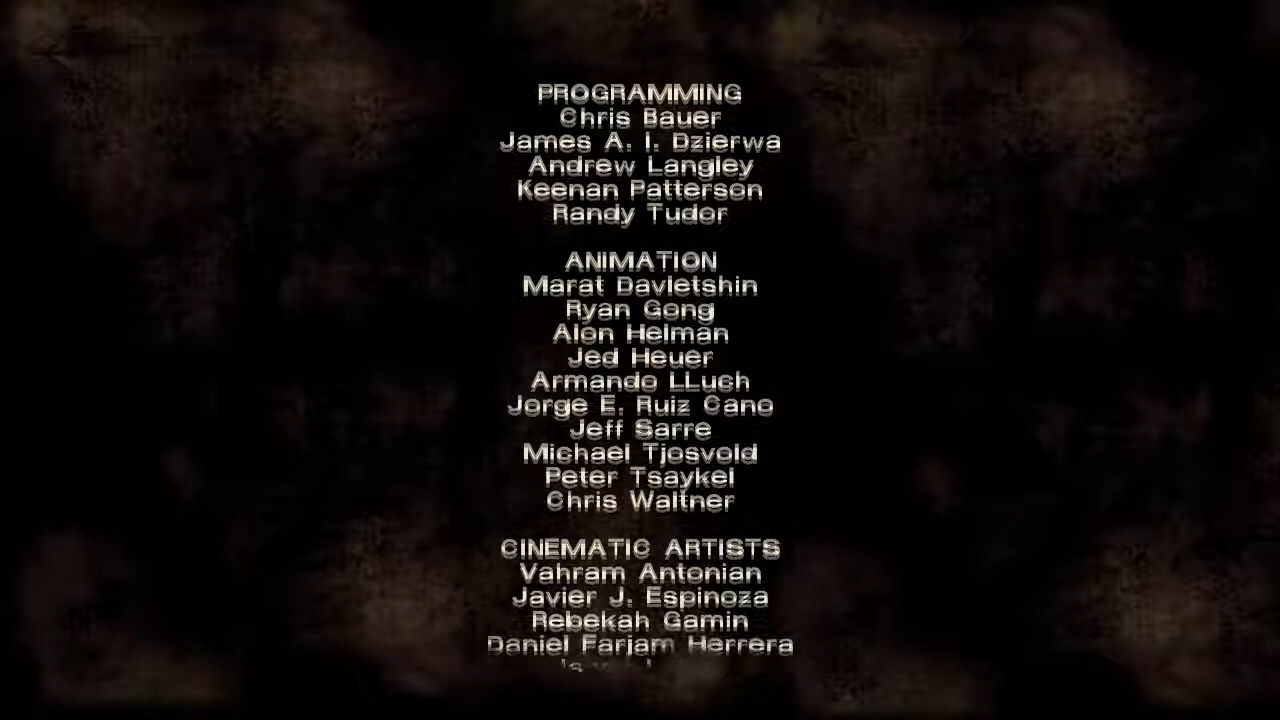 PROGRAMMING
Chris Bauer
James A. I. Dzierwa
Andrew Langley
Keenan Patterson
Randy Tudor
ANIMATION
Marat Davletshin
Ryan Gong
Alon Helman
Jed Heuer
Armando LLuch
Jorge E. Ruiz Cano
Jeff Sarre
Michael Tjosvold
Peter Tsaykel
Chris Waltner
CINEMATIC ARTISTS
Vahram Antonian
Javier J. Espinoza
Rebekah Gamin
Daniel Farjam Herrera